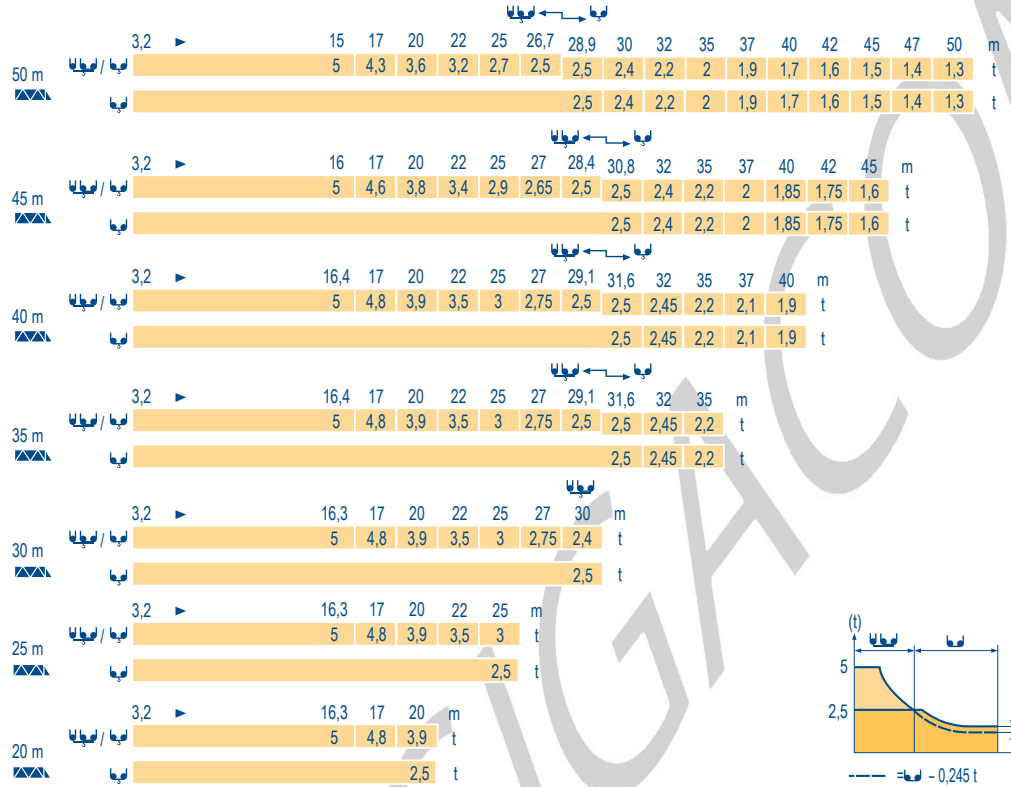 3,2 ► 15 17 20 22 25 26,7 28,9 30 32 35 37 40 42 45 47 50 m
50 m / 5 4,3 3,6 3,2 2,7 2,5 2,5 2,4 2,2 2 1,9 1,7 1,6 1,5 1,4 1,3 t
2,5 2,4 2,2 2 1,9 1,7 1,6 1,5 1,4 1,3 t
3,2 ► 16 17 20 22 25 27 28,4 30,8 32 35 37 40 42 45 m
45 m / 5 4,6 3,8 3,4 2,9 2,65 2,5 2,5 2,4 2,2 2 1,85 1,75 1,6 t
2,5 2,4 2,2 2 1,85 1,75 1,6 t
3,2 ► 16,4 17 20 22 25 27 29,1 31,6 32 35 37 40 m
40 m / 5 4,8 3,9 3,5 3 2,75 2,5 2,5 2,45 2,2 2,1 1,9 t
2,5 2,45 2,2 2,1 1,9 t
3,2 ► 16,4 17 20 22 25 27 29,1 31,6 32 35 m
35 m / 5 4,8 3,9 3,5 3 2,75 2,5 2,5 2,45 2,2 t
2,5 2,45 2,2 t
3,2 ► 16,3 17 20 22 25 27 30 m
30 m / 5 4,8 3,9 3,5 3 2,75 2,4 t
2,5 t
3,2 ► 16,3 17 20 22 25 m
25 m / 5 4,8 3,9 3,5 3 t
2,5 t
3,2 ► 16,3 17 20 m
20 m / 5 4,8 3,9 t
2,5 t
(t)
5
2,5
= − 0,245 t